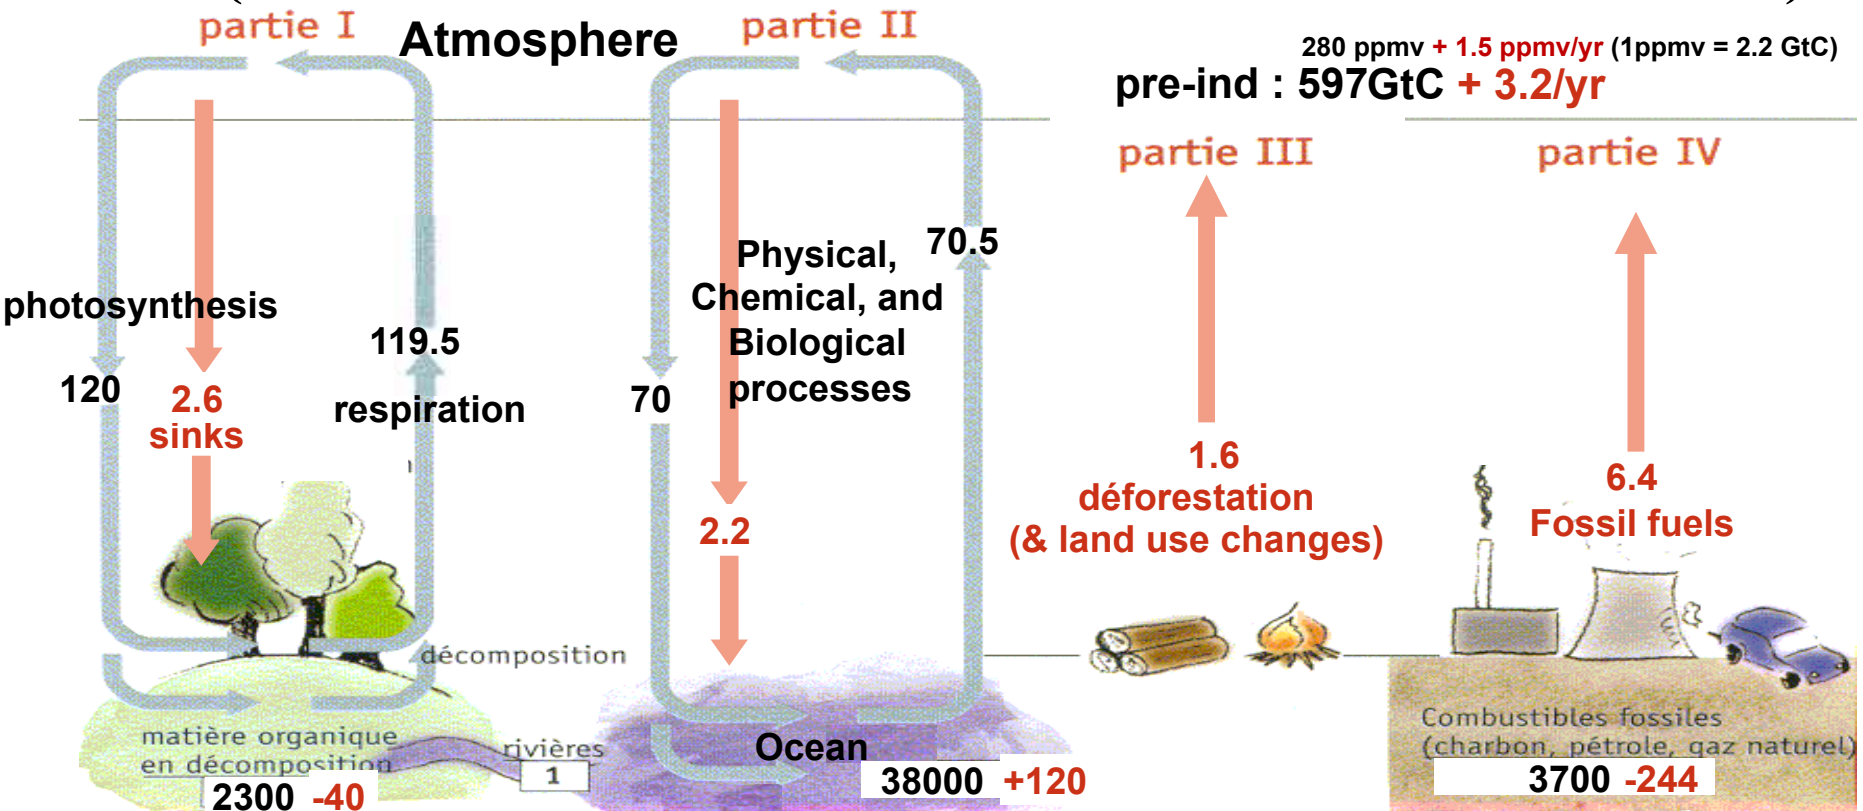 partie I
Atmosphere
partie II
280 ppmv + 1.5 ppmv/yr (1ppmv = 2.2 GtC)
pre-ind : 597GtC + 3.2/yr
partie III
partie IV
photosynthesis
120
2.6
sinks
119.5
respiration
70
Physical,
Chemical, and
Biological
processes
70.5
2.2
1.6
déforestation
(& land use changes)
6.4
Fossil fuels
décomposition
matière organique
en décomposition
2300 -40
rivières
1
Ocean
38000 +120
Combustibles fossiles
(charbon, pétrole, gaz naturel)
3700 -244